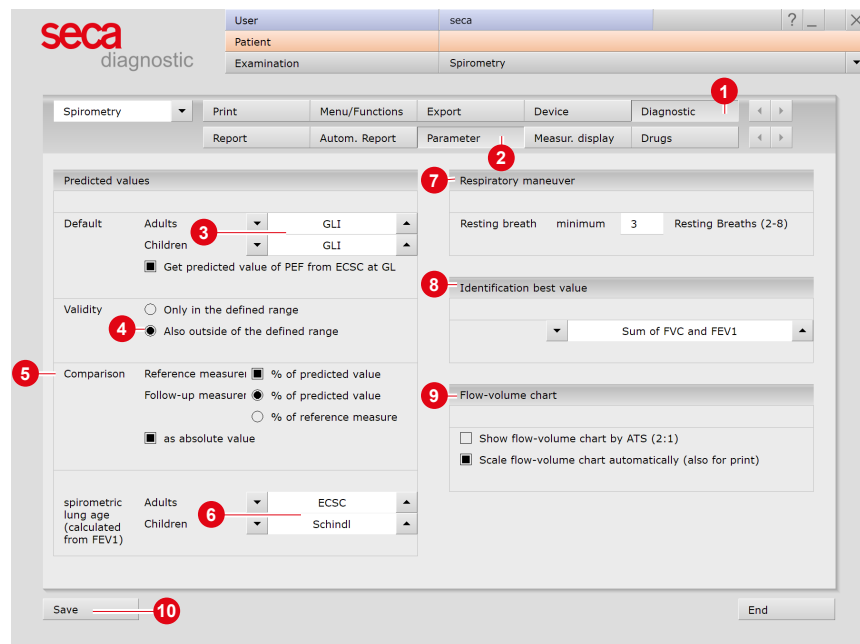 seca
diagnostic
User seca ? _ X
Patient
Examination Spirometry
1
Spirometry Print Menu/Functions Export Device Diagnostic
Report Autom. Report Parameter Measur. display Drugs
2
Predicted values
Default Adults GLI
3
Children GLI
Get predicted value of PEF from ECSC at GL
Validity Only in the defined range
4 Also outside of the defined range
5 Comparison Reference measurer % of predicted value
Follow-up measurer % of predicted value
% of reference measure
as absolute value
spirometric Adults ECSC
lung age
6
(calculated Children Schindl
from FEV1)
7 Respiratory maneuver
Resting breath minimum 3 Resting Breaths (2-8)
8 Identification best value
Sum of FVC and FEV1
9 Flow-volume chart
Show flow-volume chart by ATS (2:1)
Scale flow-volume chart automatically (also for print)
Save 10 End